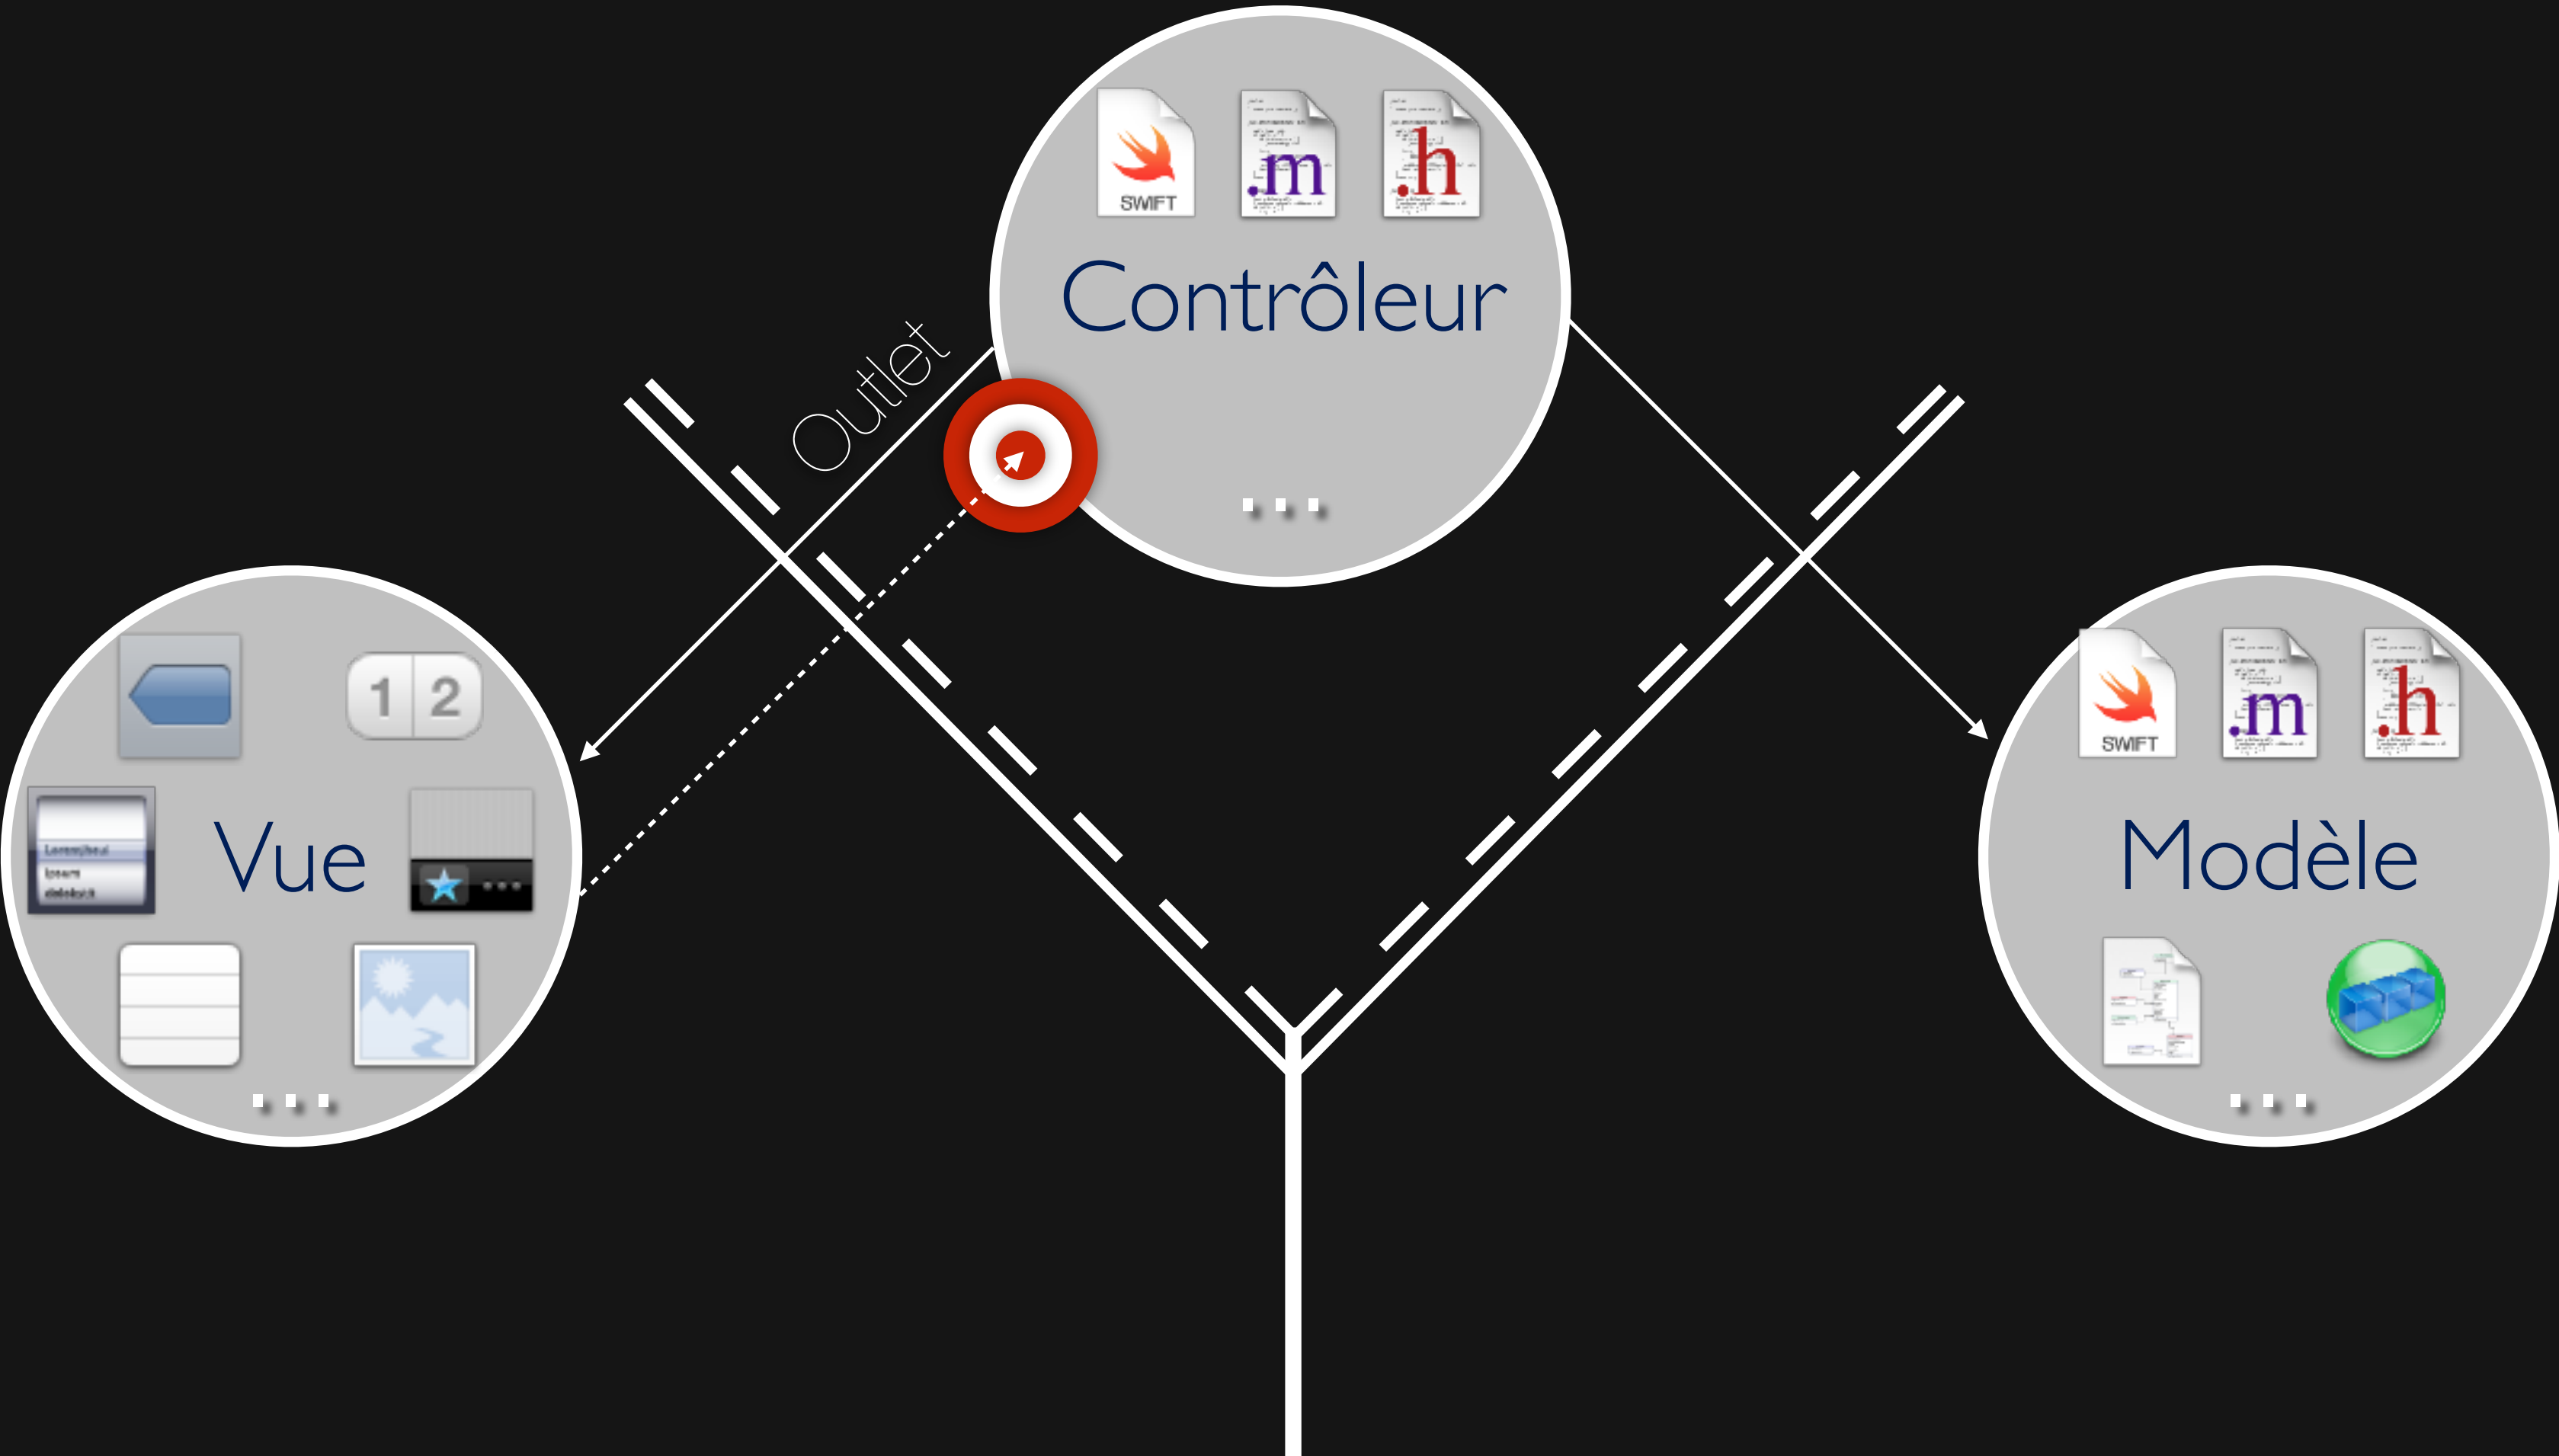 SWIFT
.m
.h
Contrôleur
Outlet
...
1 2
Vue
...
SWIFT
.m
.h
Modèle
...